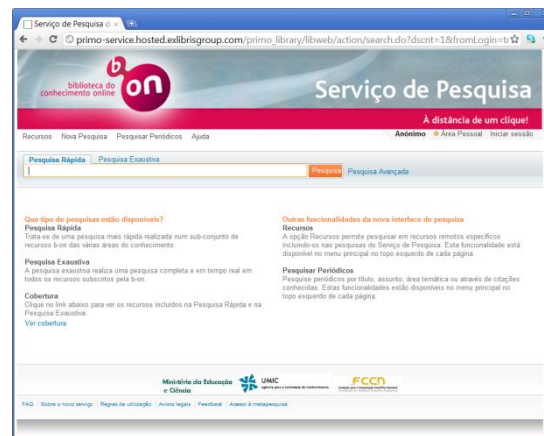 Serviço de Pesquisa d
primo-service.hosted.exlibrisgroup.com/primo_library/libweb/action/search.do?dscnt=1&fromLogin=t
biblioteca do
conhecimento online
b
on
Serviço de Pesquisa
À distância de um clique!
Recursos Nova Pesquisa Pesquisar Periódicos Ajuda
Anónimo Área Pessoal Iniciar sessão
Pesquisa Rápida Pesquisa Exaustiva
Pesquisa Pesquisa Avançada
Que tipo de pesquisas estão disponíveis?
Pesquisa Rápida
Trata-se de uma pesquisa mais rápida realizada num sub-conjunto de
recursos b-on das várias áreas do conhecimento.
Pesquisa Exaustiva
A pesquisa exaustiva realiza uma pesquisa completa e em tempo real em
todos os recursos subscritos pela b-on.
Cobertura
Clique no link abaixo para ver os recursos incluídos na Pesquisa Rápida e na
Pesquisa Exaustiva.
Ver cobertura
Outras funcionalidades da nova interface de pesquisa
Recursos
A opção Recursos permite pesquisar em recursos remotos específicos
incluindo-os nas pesquisas do Serviço de Pesquisa. Esta funcionalidade está
disponível no menu principal no topo esquerdo de cada página.
Pesquisar Periódicos
Pesquise periódicos por título, assunto, área temática ou através de citações
conhecidas. Estas funcionalidades estão disponíveis no menu principal no
topo esquerdo de cada página.
Ministério da Educação
e Ciência
UMIC
FCCN
FAQ Sobre o novo serviço Regras de utilização Avisos legais Feedback Acesso à metapesquisa